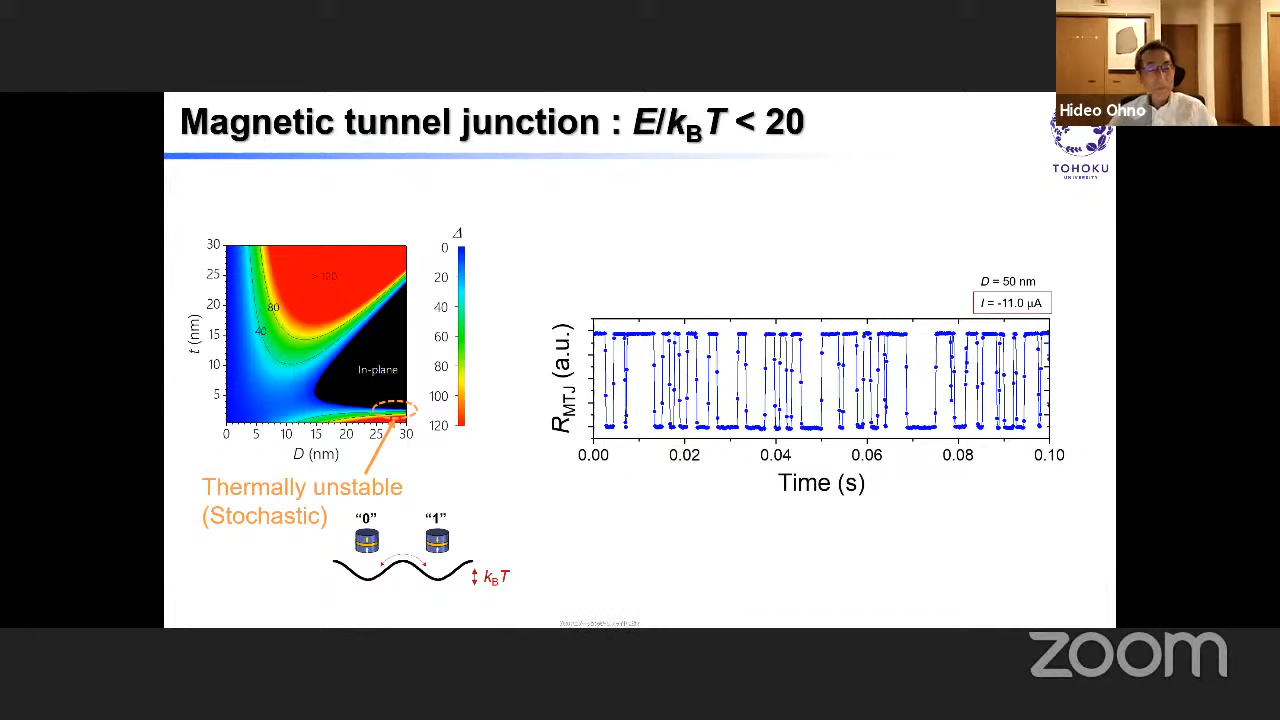 Hideo Ohno
Magnetic tunnel junction : E/kBT < 20
TOHOKU
UNIVERSITY
Δ
0
20
40
60
80
100
120
30
25
20
15
10
5
t (nm)
> 120
80
40
In-plane
0 5 10 15 20 25 30
D (nm)
Thermally unstable
(Stochastic)
"0" "1"
kBT
D = 50 nm
I = -11.0 μA
RMTJ (a.u.)
0.00 0.02 0.04 0.06 0.08 0.10
Time (s)
zoom